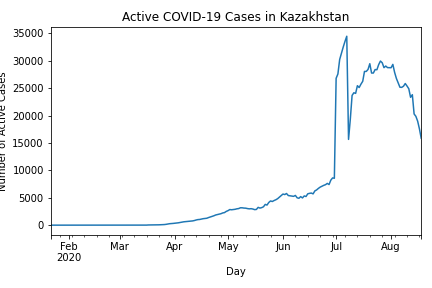 Active COVID-19 Cases in Kazakhstan
Number of Active Cases
35000
30000
25000
20000
15000
10000
5000
0
Feb Mar Apr May Jun Jul Aug
2020
Day